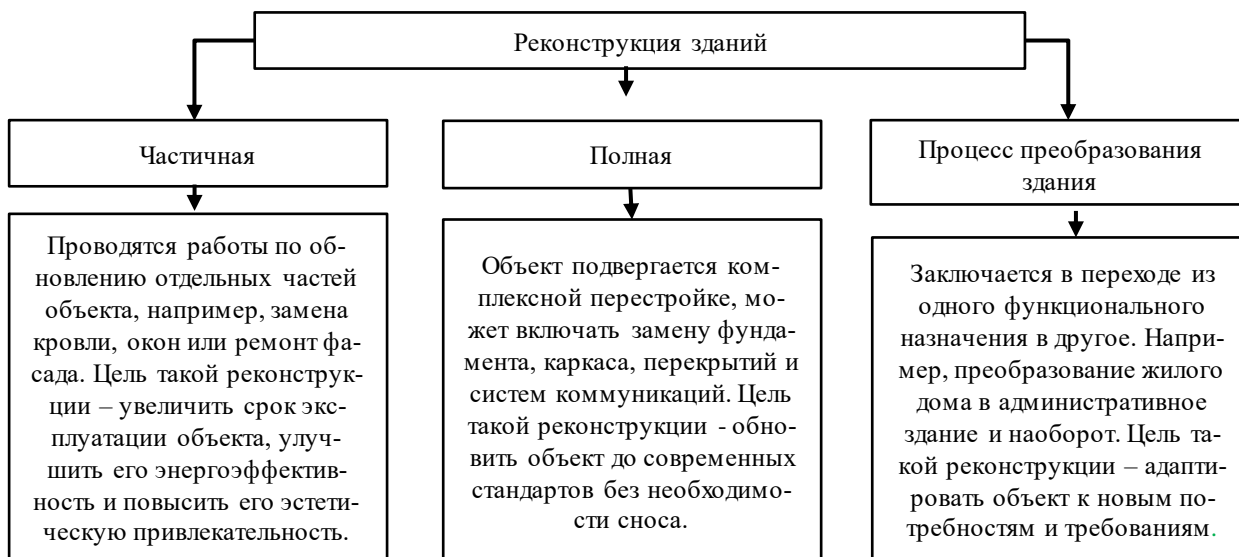 Реконструкция зданий
Частичная
Проводятся работы по об-
новлению отдельных частей
объекта, например, замена
кровли, окон или ремонт фа-
сада. Цель такой реконструк-
ции – увеличить срок экс-
плуатации объекта, улуч-
шить его энергоэффектив-
ность и повысить его эстети-
ческую привлекательность.
Полная
Объект подвергается ком-
плексной перестройке, мо-
жет включать замену фунда-
мента, каркаса, перекрытий и
систем коммуникаций. Цель
такой реконструкции - обно-
вить объект до современных
стандартов без необходимо-
сти сноса.
Процесс преобразования
здания
Заключается в переходе из
одного функционального
назначения в другое. Напри-
мер, преобразование жилого
дома в административное
здание и наоборот. Цель та-
кой реконструкции – адапти-
ровать объект к новым по-
требностям и требованиям.